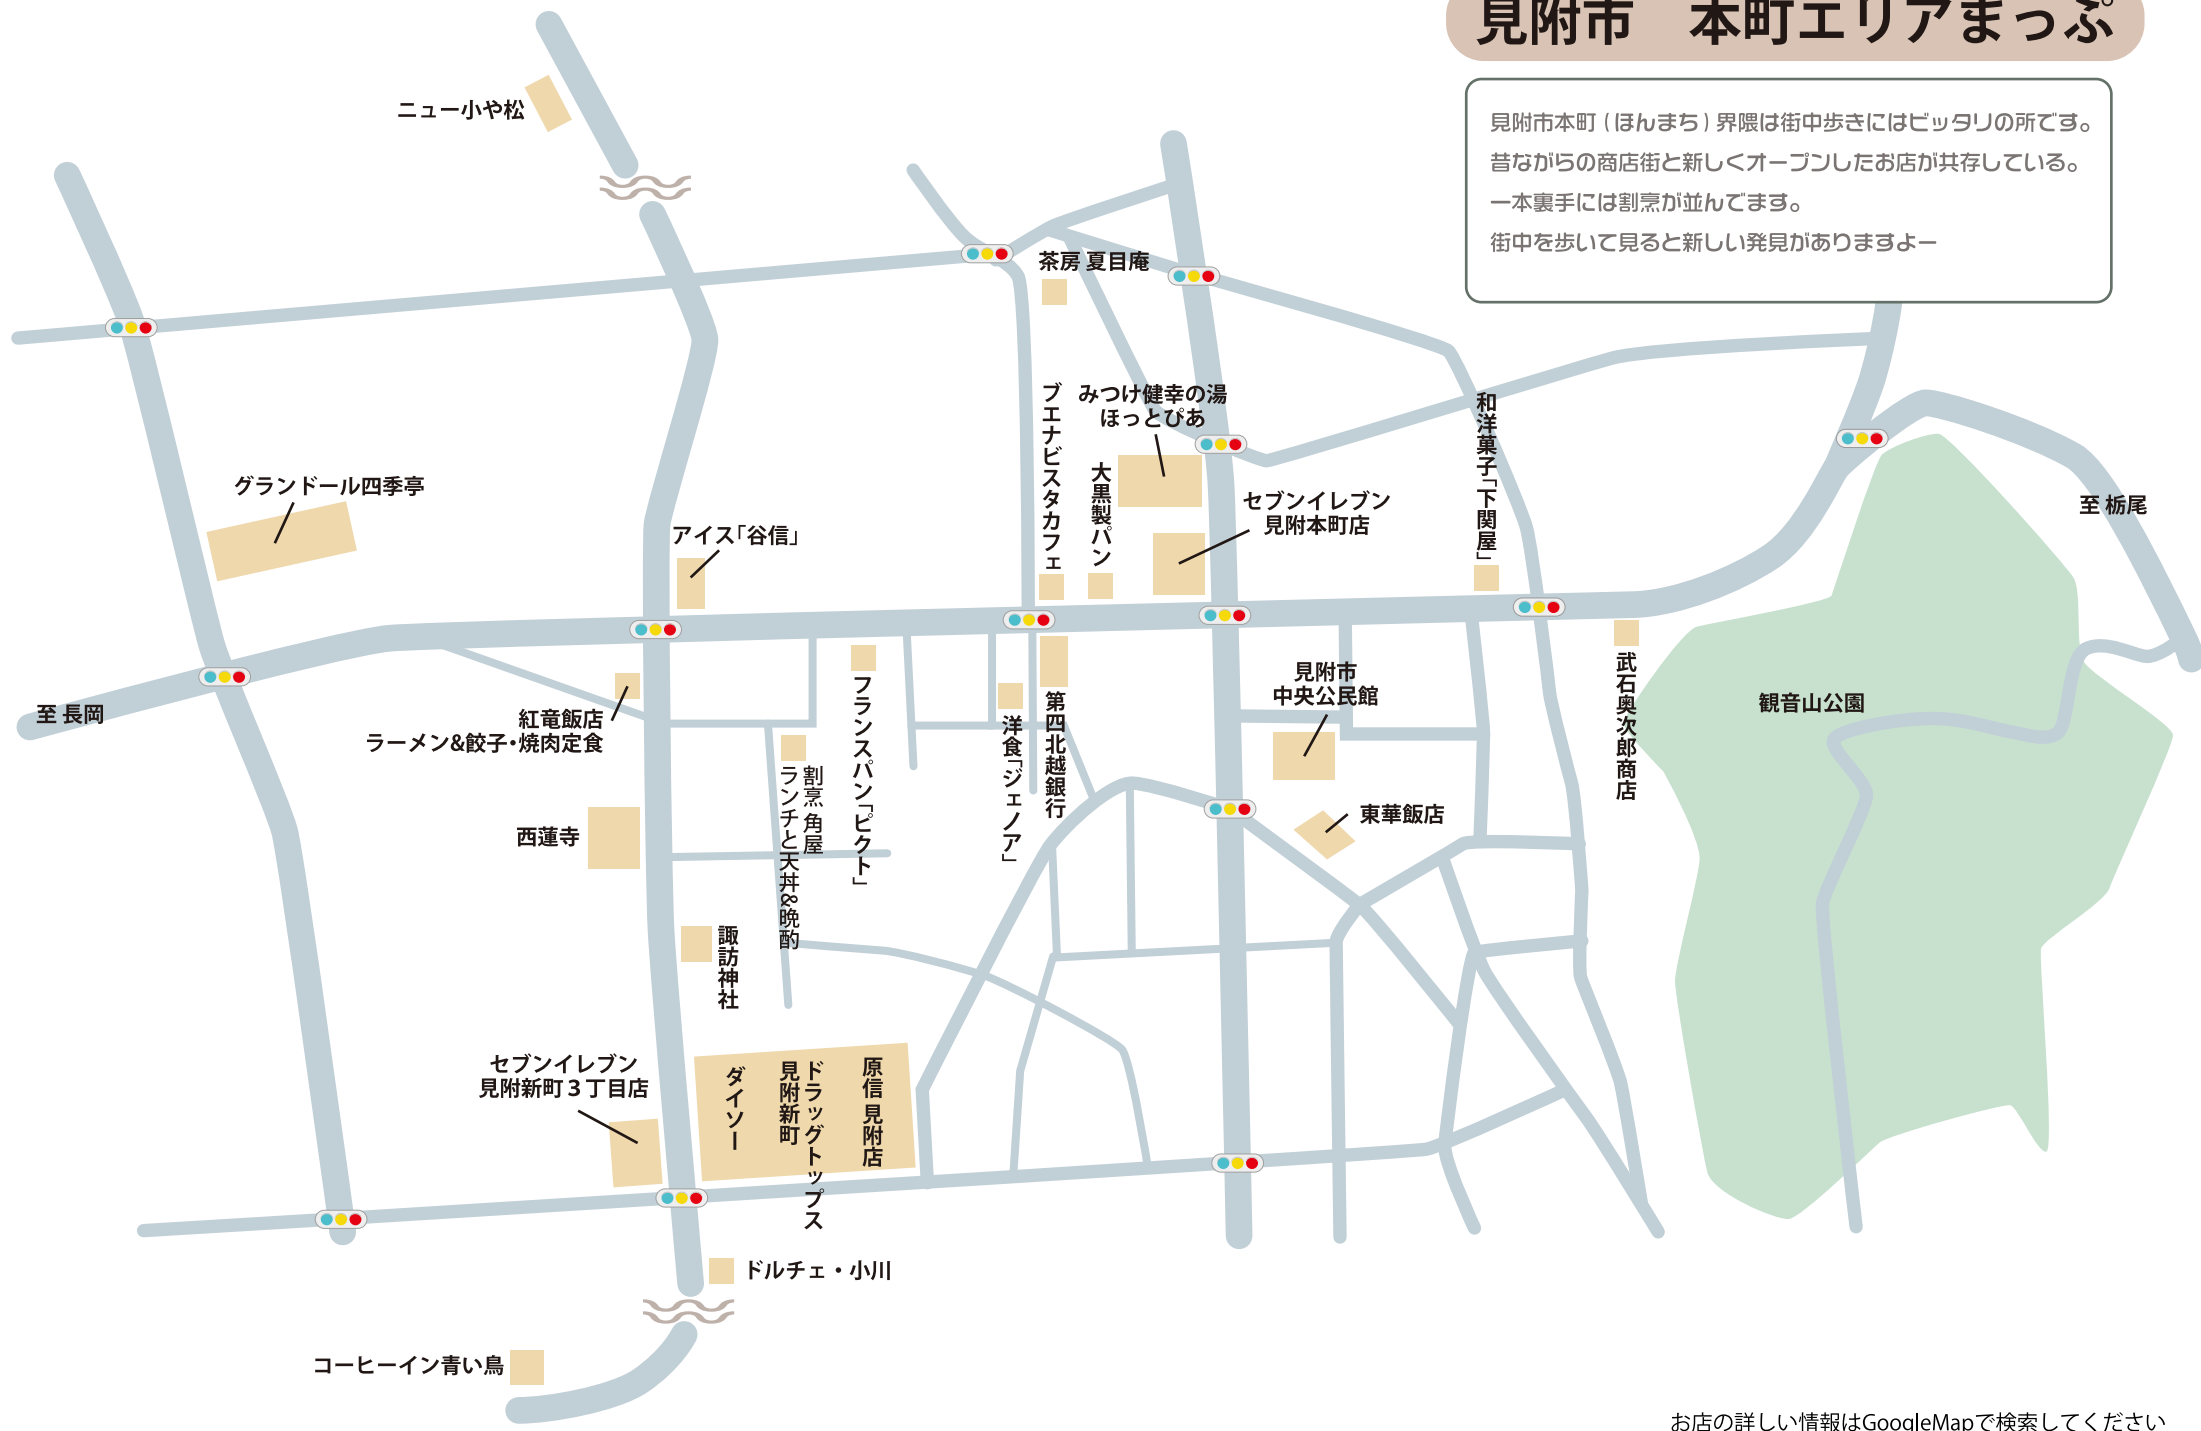 見附市　本町エリアまっぷ
見附市本町（ほんまち）界隈は街中歩きにはピッタリの所です。
昔ながらの商店街と新しくオープンしたお店が共存している。
一本裏手には割烹が並んでます。
街中を歩いて見ると新しい発見がありますよー
ニュー小や松
茶房 夏目庵
みつけ健幸の湯
ほっとぴあ
ブエナビスタカフェ
大黒製パン
セブンイレブン
見附本町店
和洋菓子「下関屋」
至 栃尾
グランドール四季亭
アイス「谷信」
至 長岡
紅竜飯店
ラーメン&餃子・焼肉定食
割烹 角屋
ランチと天丼&晩酌
フランスパン「ピクト」
洋食「ジェノア」
第四北越銀行
見附市
中央公民館
東華飯店
武石奥次郎商店
観音山公園
西蓮寺
諏訪神社
セブンイレブン
見附新町３丁目店
ダイソー
ドラッグトップス
見附新町
原信 見附店
ドルチェ・小川
コーヒーイン青い鳥
お店の詳しい情報はGoogleMapで検索してください